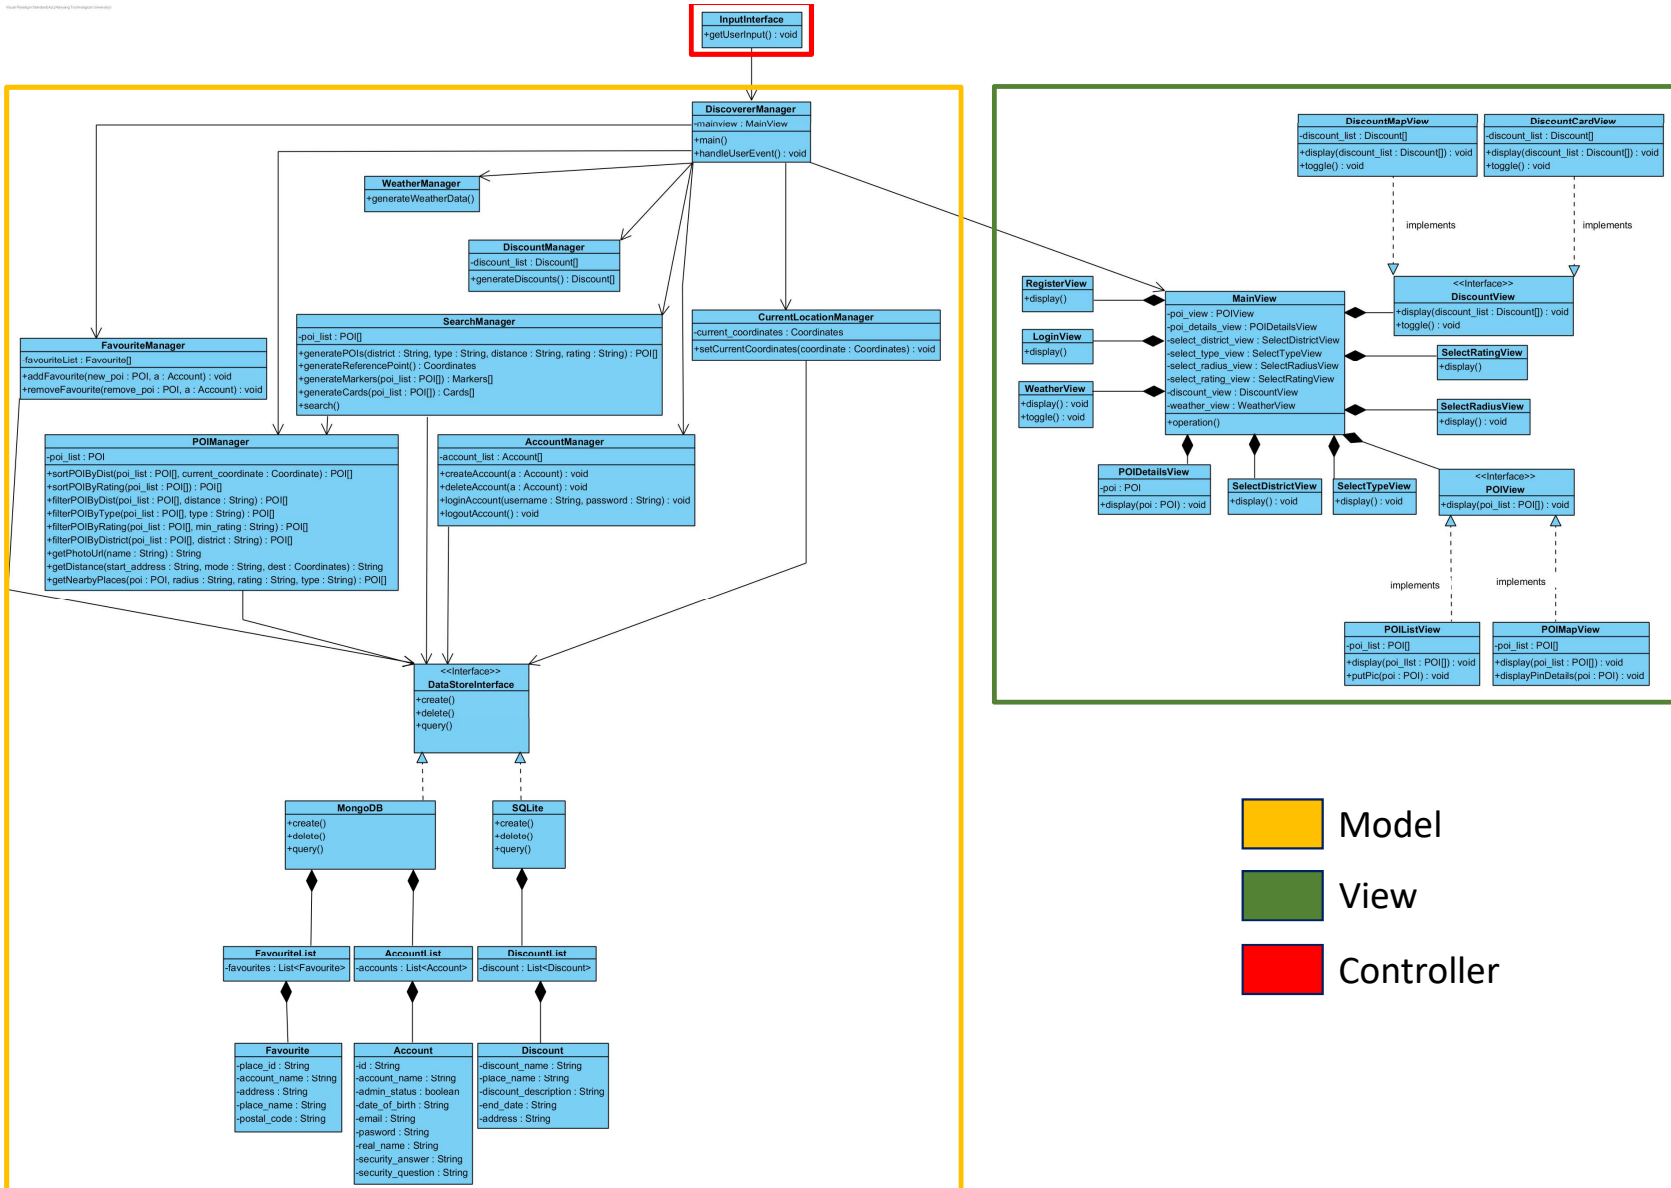 Visual Paradigm Standard(Asus(Nanyang Technological University))
InputInterface
+getUserInput() : void
DiscovererManager
-mainview : MainView
+main()
+handleUserEvent() : void
WeatherManager
+generateWeatherData()
DiscountManager
-discount_list : Discount[]
+generateDiscounts() : Discount[]
SearchManager
-poi_list : POI[]
+generatePOIs(district : String, type : String, distance : String, rating : String) : POI[]
+generateReferencePoint() : Coordinates
+generateMarkers(poi_list : POI[]) : Markers[]
+generateCards(poi_list : POI[]) : Cards[]
+search()
CurrentLocationManager
-current_coordinates : Coordinates
+setCurrentCoordinates(coordinate : Coordinates) : void
FavouriteManager
-favouriteList : Favourite[]
+addFavourite(new_poi : POI, a : Account) : void
+removeFavourite(remove_poi : POI, a : Account) : void
POIManager
-poi_list : POI
+sortPOIByDist(poi_list : POI[], current_coordinate : Coordinate) : POI[]
+sortPOIByRating(poi_list : POI[]) : POI[]
+filterPOIByDist(poi_list : POI[], distance : String) : POI[]
+filterPOIByType(poi_list : POI[], type : String) : POI[]
+filterPOIByRating(poi_list : POI[], min_rating : String) : POI[]
+filterPOIByDistrict(poi_list : POI[], district : String) : POI[]
+getPhotoUrl(name : String) : String
+getDistance(start_address : String, mode : String, dest : Coordinates) : String
+getNearbyPlaces(poi : POI, radius : String, rating : String, type : String) : POI[]
AccountManager
-account_list : Account[]
+createAccount(a : Account) : void
+deleteAccount(a : Account) : void
+loginAccount(username : String, password : String) : void
+logoutAccount() : void
<<Interface>>
DataStoreInterface
+create()
+delete()
+query()
MongoDB
+create()
+delete()
+query()
SQLite
+create()
+delete()
+query()
FavouriteList
-favourites : List<Favourite>
AccountList
-accounts : List<Account>
DiscountList
-discount : List<Discount>
Favourite
-place_id : String
-account_name : String
-address : String
-place_name : String
-postal_code : String
Account
-id : String
-account_name : String
-admin_status : boolean
-date_of_birth : String
-email : String
-pasword : String
-real_name : String
-security_answer : String
-security_question : String
Discount
-discount_name : String
-place_name : String
-discount_description : String
-end_date : String
-address : String
DiscountMapView
-discount_list : Discount[]
+display(discount_list : Discount[]) : void
+toggle() : void
DiscountCardView
-discount_list : Discount[]
+display(discount_list : Discount[]) : void
+toggle() : void
implements
implements
<<Interface>>
DiscountView
+display(discount_list : Discount[]) : void
+toggle() : void
RegisterView
+display()
LoginView
+display()
WeatherView
+display() : void
+toggle() : void
MainView
-poi_view : POIView
-poi_details_view : POIDetailsView
-select_district_view : SelectDistrictView
-select_type_view : SelectTypeView
-select_radius_view : SelectRadiusView
-select_rating_view : SelectRatingView
-discount_view : DiscountView
-weather_view : WeatherView
+operation()
SelectRatingView
+display()
SelectRadiusView
+display() : void
POIDetailsView
-poi : POI
+display(poi : POI) : void
SelectDistrictView
+display() : void
SelectTypeView
+display() : void
<<Interface>>
POIView
+display(poi_list : POI[]) : void
implements
implements
POIListView
-poi_list : POI[]
+display(poi_list : POI[]) : void
+putPic(poi : POI) : void
POIMapView
-poi_list : POI[]
+display(poi_list : POI[]) : void
+displayPinDetails(poi : POI) : void
Model
View
Controller